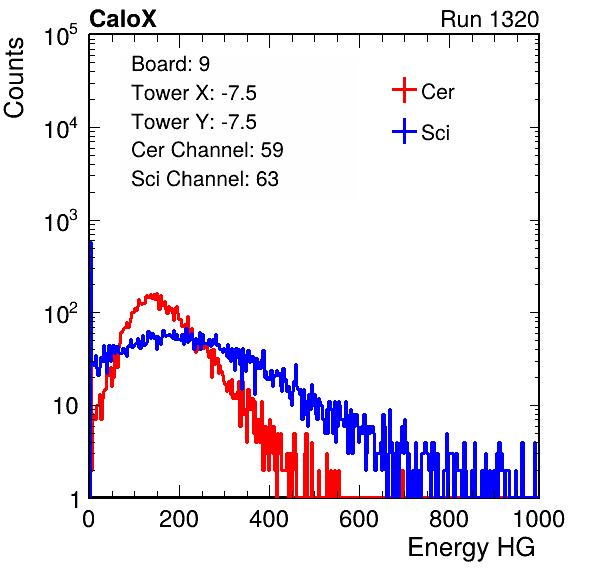 CaloX Run 1320
Counts
Board: 9
Tower X: -7.5
Tower Y: -7.5
Cer Channel: 59
Sci Channel: 63
Cer
Sci
10^5
10^4
10^3
10^2
10
1
0 200 400 600 800 1000
Energy HG